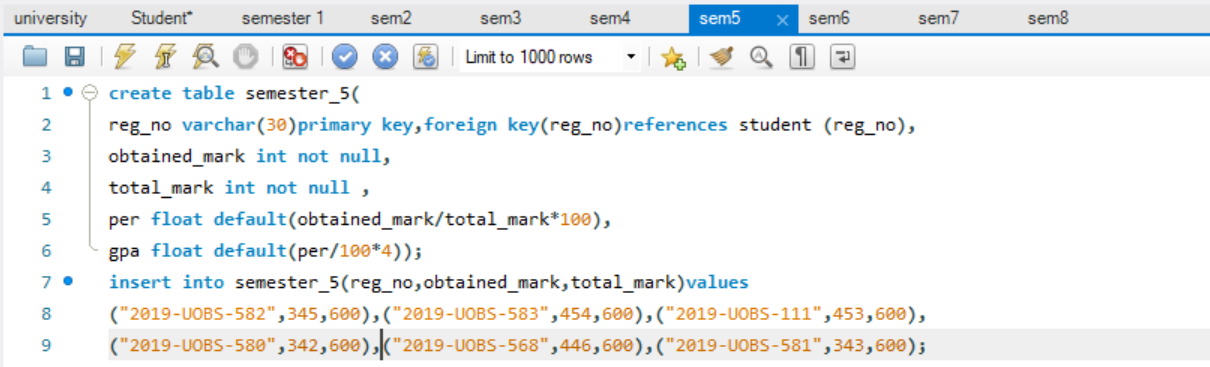 university Student* semester 1 sem2 sem3 sem4 sem5 × sem6 sem7 sem8
Limit to 1000 rows
1 create table semester_5(
2 reg_no varchar(30)primary key,foreign key(reg_no)references student (reg_no),
3 obtained_mark int not null,
4 total_mark int not null ,
5 per float default(obtained_mark/total_mark*100),
6 gpa float default(per/100*4));
7 insert into semester_5(reg_no,obtained_mark,total_mark)values
8 ("2019-UOBS-582",345,600),("2019-UOBS-583",454,600),("2019-UOBS-111",453,600),
9 ("2019-UOBS-580",342,600),("2019-UOBS-568",446,600),("2019-UOBS-581",343,600);